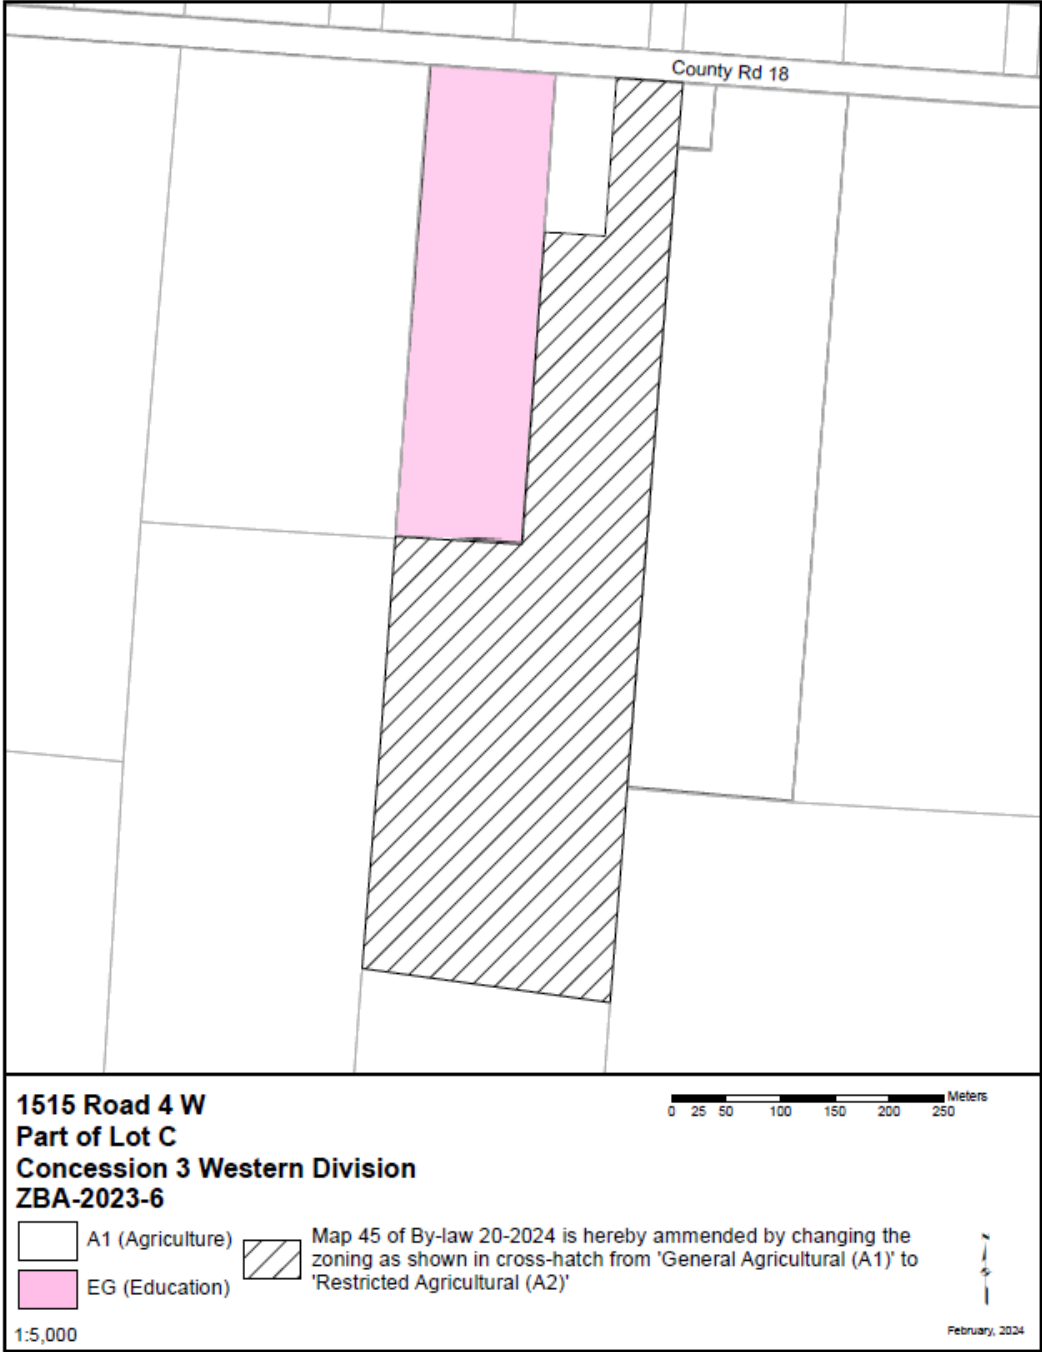 County Rd 18
1515 Road 4 W
Part of Lot C
Concession 3 Western Division
ZBA-2023-6
Meters
0 25 50 100 150 200 250
A1 (Agriculture)
EG (Education)
Map 45 of By-law 20-2024 is hereby ammended by changing the
zoning as shown in cross-hatch from 'General Agricultural (A1)' to
'Restricted Agricultural (A2)'
1:5,000
February, 2024